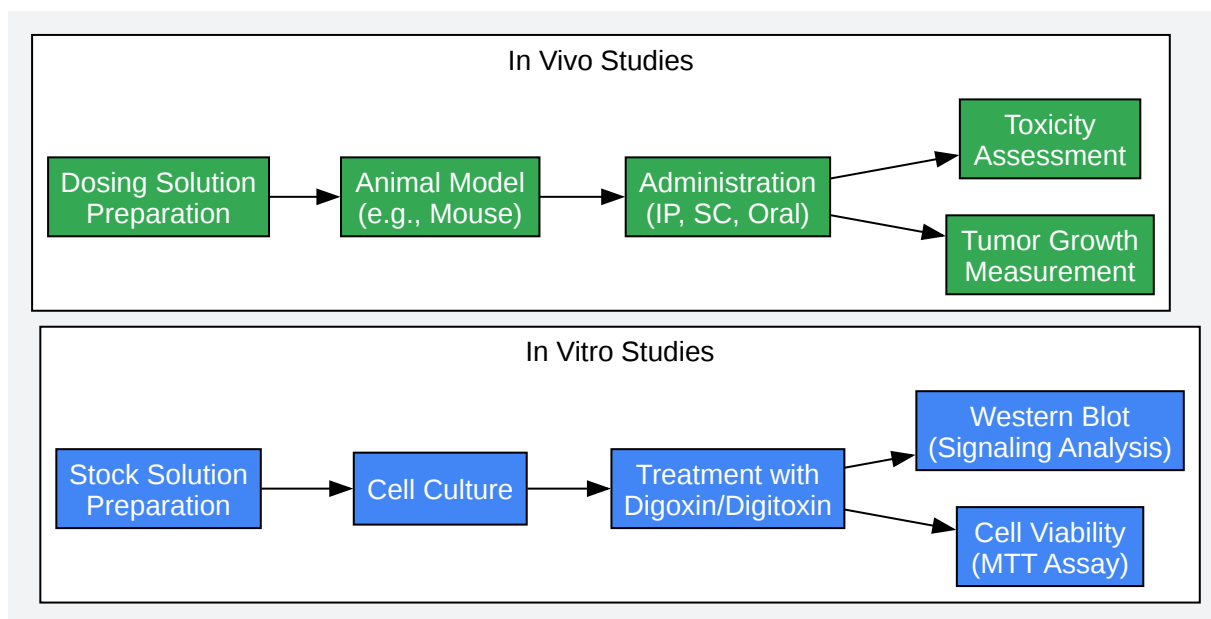 In Vivo Studies
Dosing Solution
Preparation
Animal Model
(e.g., Mouse)
Administration
(IP, SC, Oral)
Toxicity
Assessment
Tumor Growth
Measurement
In Vitro Studies
Stock Solution
Preparation
Cell Culture
Treatment with
Digoxin/Digitoxin
Western Blot
(Signaling Analysis)
Cell Viability
(MTT Assay)